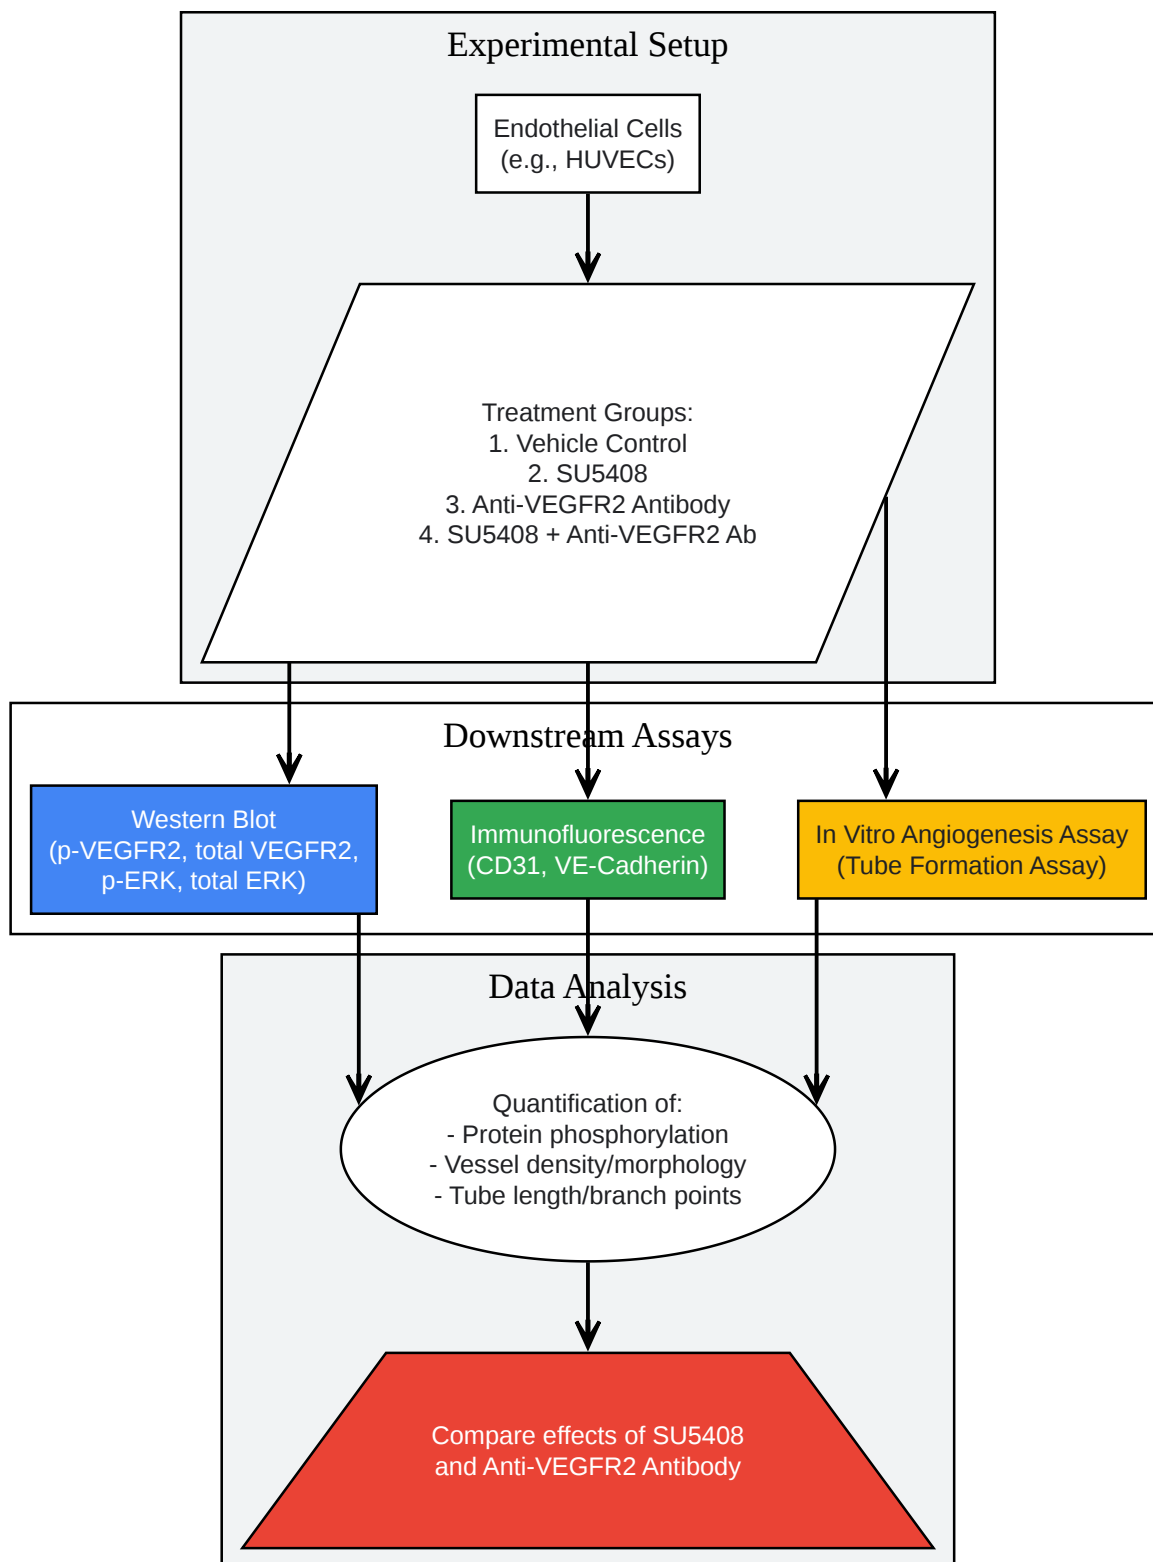 Experimental Setup
Endothelial Cells
(e.g., HUVECs)
Treatment Groups:
1. Vehicle Control
2. SU5408
3. Anti-VEGFR2 Antibody
4. SU5408 + Anti-VEGFR2 Ab
Downstream Assays
Western Blot
(p-VEGFR2, total VEGFR2,
p-ERK, total ERK)
Immunofluorescence
(CD31, VE-Cadherin)
In Vitro Angiogenesis Assay
(Tube Formation Assay)
Data Analysis
Quantification of:
- Protein phosphorylation
- Vessel density/morphology
- Tube length/branch points
Compare effects of SU5408
and Anti-VEGFR2 Antibody